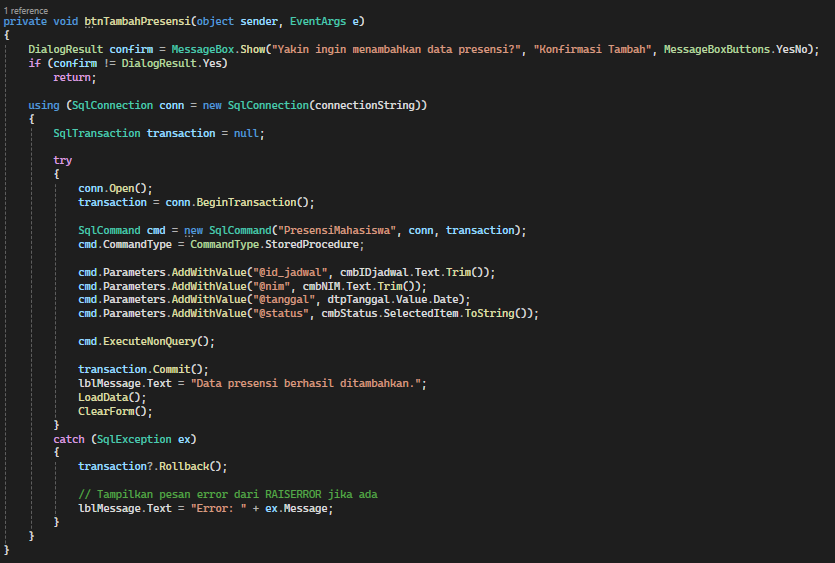 1 reference
private void btnTambahPresensi(object sender, EventArgs e)
{
DialogResult confirm = MessageBox.Show("Yakin ingin menambahkan data presensi?", "Konfirmasi Tambah", MessageBoxButtons.YesNo);
if (confirm != DialogResult.Yes)
return;
using (SqlConnection conn = new SqlConnection(connectionString))
{
SqlTransaction transaction = null;
try
{
conn.Open();
transaction = conn.BeginTransaction();
SqlCommand cmd = new SqlCommand("PresensiMahasiswa", conn, transaction);
cmd.CommandType = CommandType.StoredProcedure;
cmd.Parameters.AddWithValue("@id_jadwal", cmbIDjadwal.Text.Trim());
cmd.Parameters.AddWithValue("@nim", cmbNIM.Text.Trim());
cmd.Parameters.AddWithValue("@tanggal", dtpTanggal.Value.Date);
cmd.Parameters.AddWithValue("@status", cmbStatus.SelectedItem.ToString());
cmd.ExecuteNonQuery();
transaction.Commit();
lblMessage.Text = "Data presensi berhasil ditambahkan.";
LoadData();
ClearForm();
}
catch (SqlException ex)
{
transaction?.Rollback();
// Tampilkan pesan error dari RAISERROR jika ada
lblMessage.Text = "Error: " + ex.Message;
}
}
}